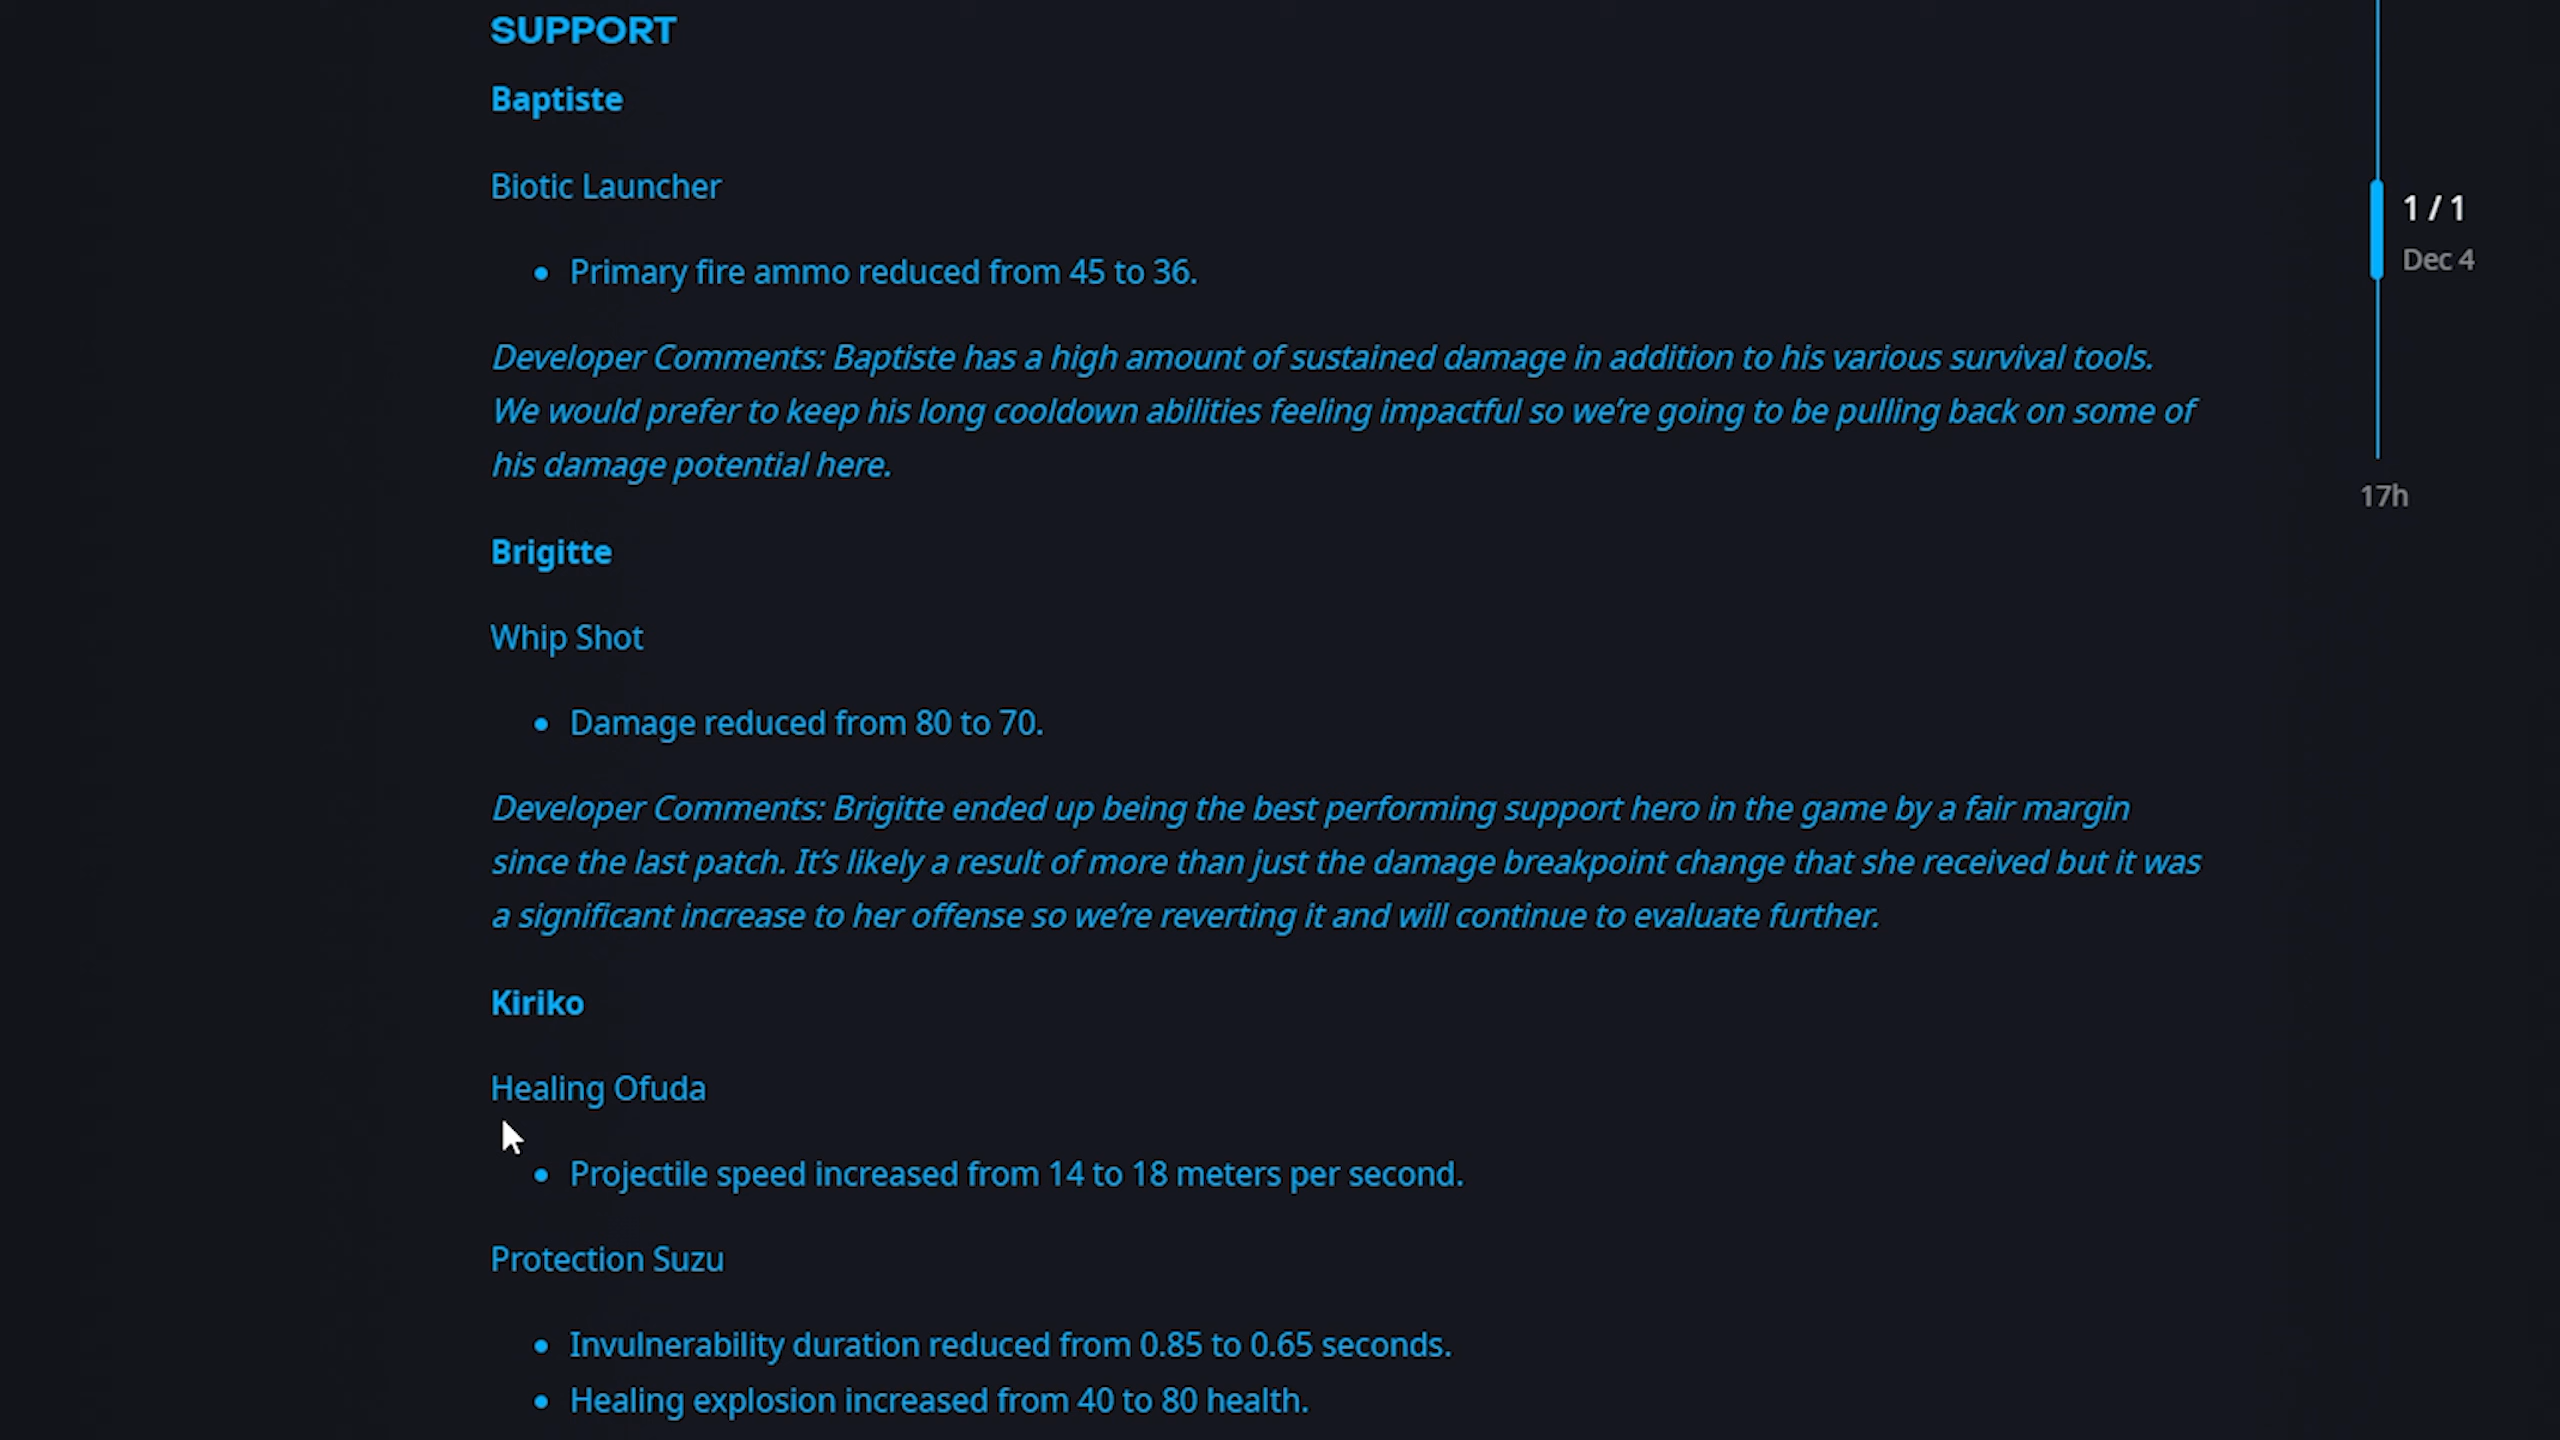 SUPPORT
Baptiste
Biotic Launcher
• Primary fire ammo reduced from 45 to 36.
Developer Comments: Baptiste has a high amount of sustained damage in addition to his various survival tools.
We would prefer to keep his long cooldown abilities feeling impactful so we’re going to be pulling back on some of
his damage potential here.
Brigitte
Whip Shot
• Damage reduced from 80 to 70.
Developer Comments: Brigitte ended up being the best performing support hero in the game by a fair margin
since the last patch. It’s likely a result of more than just the damage breakpoint change that she received but it was
a significant increase to her offense so we’re reverting it and will continue to evaluate further.
Kiriko
Healing Ofuda
• Projectile speed increased from 14 to 18 meters per second.
Protection Suzu
• Invulnerability duration reduced from 0.85 to 0.65 seconds.
• Healing explosion increased from 40 to 80 health.
1 / 1
Dec 4
17h